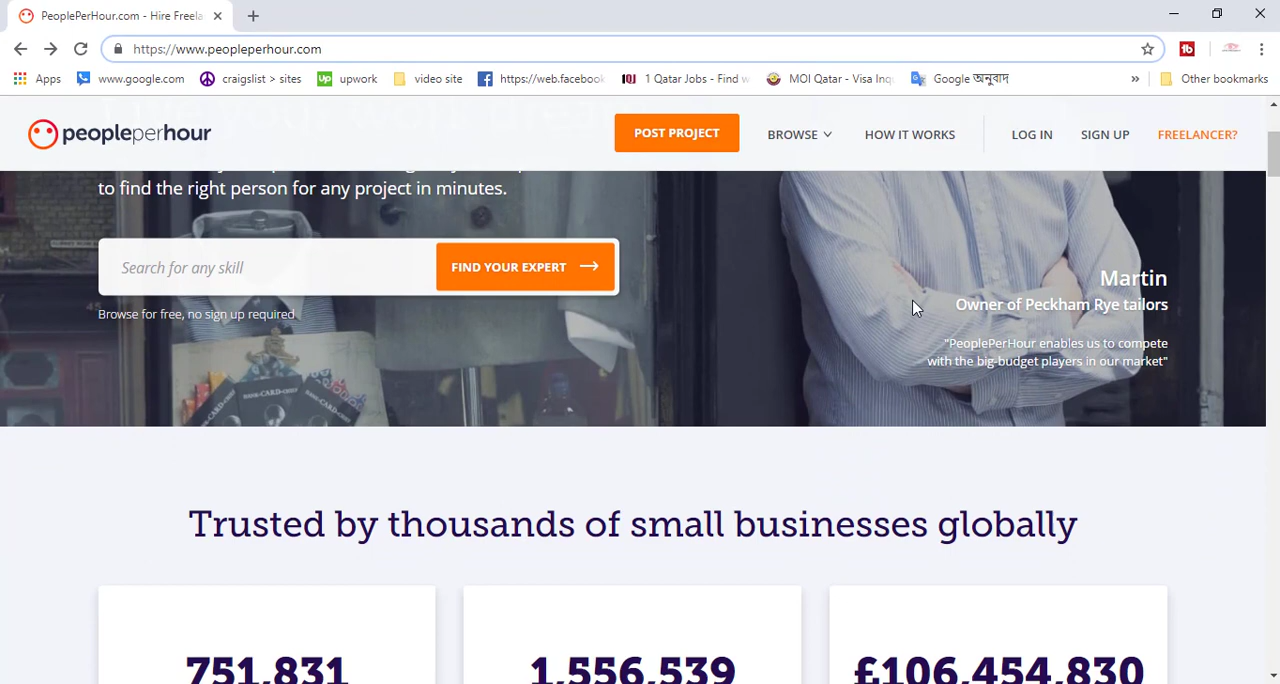 PeoplePerHour.com - Hire Freela
https://www.peopleperhour.com
Apps
www.google.com
craigslist > sites
Up upwork
video site
https://web.facebook
1 Qatar Jobs - Find w
MOI Qatar - Visa Inq
Google অনুবাদ
»
Other bookmarks
peopleperhour
POST PROJECT
BROWSE
HOW IT WORKS
LOG IN
SIGN UP
FREELANCER?
to find the right person for any project in minutes.
Search for any skill
FIND YOUR EXPERT →
Browse for free, no sign up required
Martin
Owner of Peckham Rye tailors
"PeoplePerHour enables us to compete
with the big-budget players in our market"
Trusted by thousands of small businesses globally
751,831
1,556,539
£106,454,830